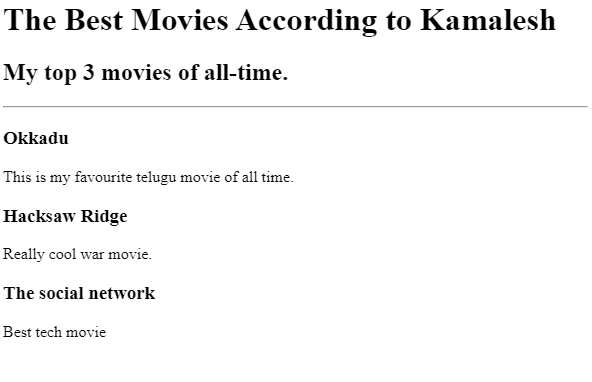 The Best Movies According to Kamalesh
My top 3 movies of all-time.
Okkadu
This is my favourite telugu movie of all time.
Hacksaw Ridge
Really cool war movie.
The social network
Best tech movie